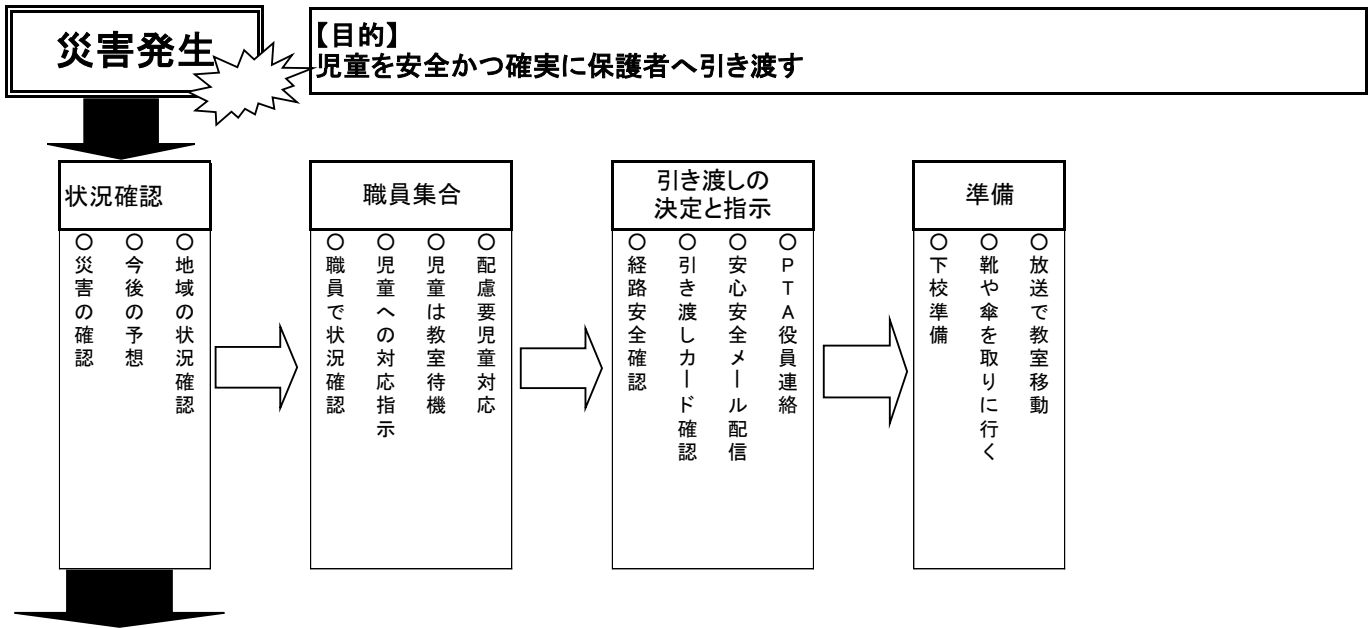 災害発生
【目的】
児童を安全かつ確実に保護者へ引き渡す
状況確認
○地域の状況確認
○今後の予想
○災害の確認
職員集合
○配慮要児童対応
○児童は教室待機
○児童への対応指示
○職員で状況確認
引き渡しの
決定と指示
○PTA役員連絡
○安心安全メール配信
○引き渡しカード確認
○経路安全確認
準備
○放送で教室移動
○靴や傘を取りに行く
○下校準備